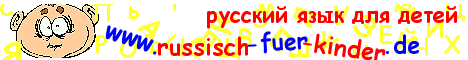 русский язык для детей
www.russisch-fuer-kinder.de